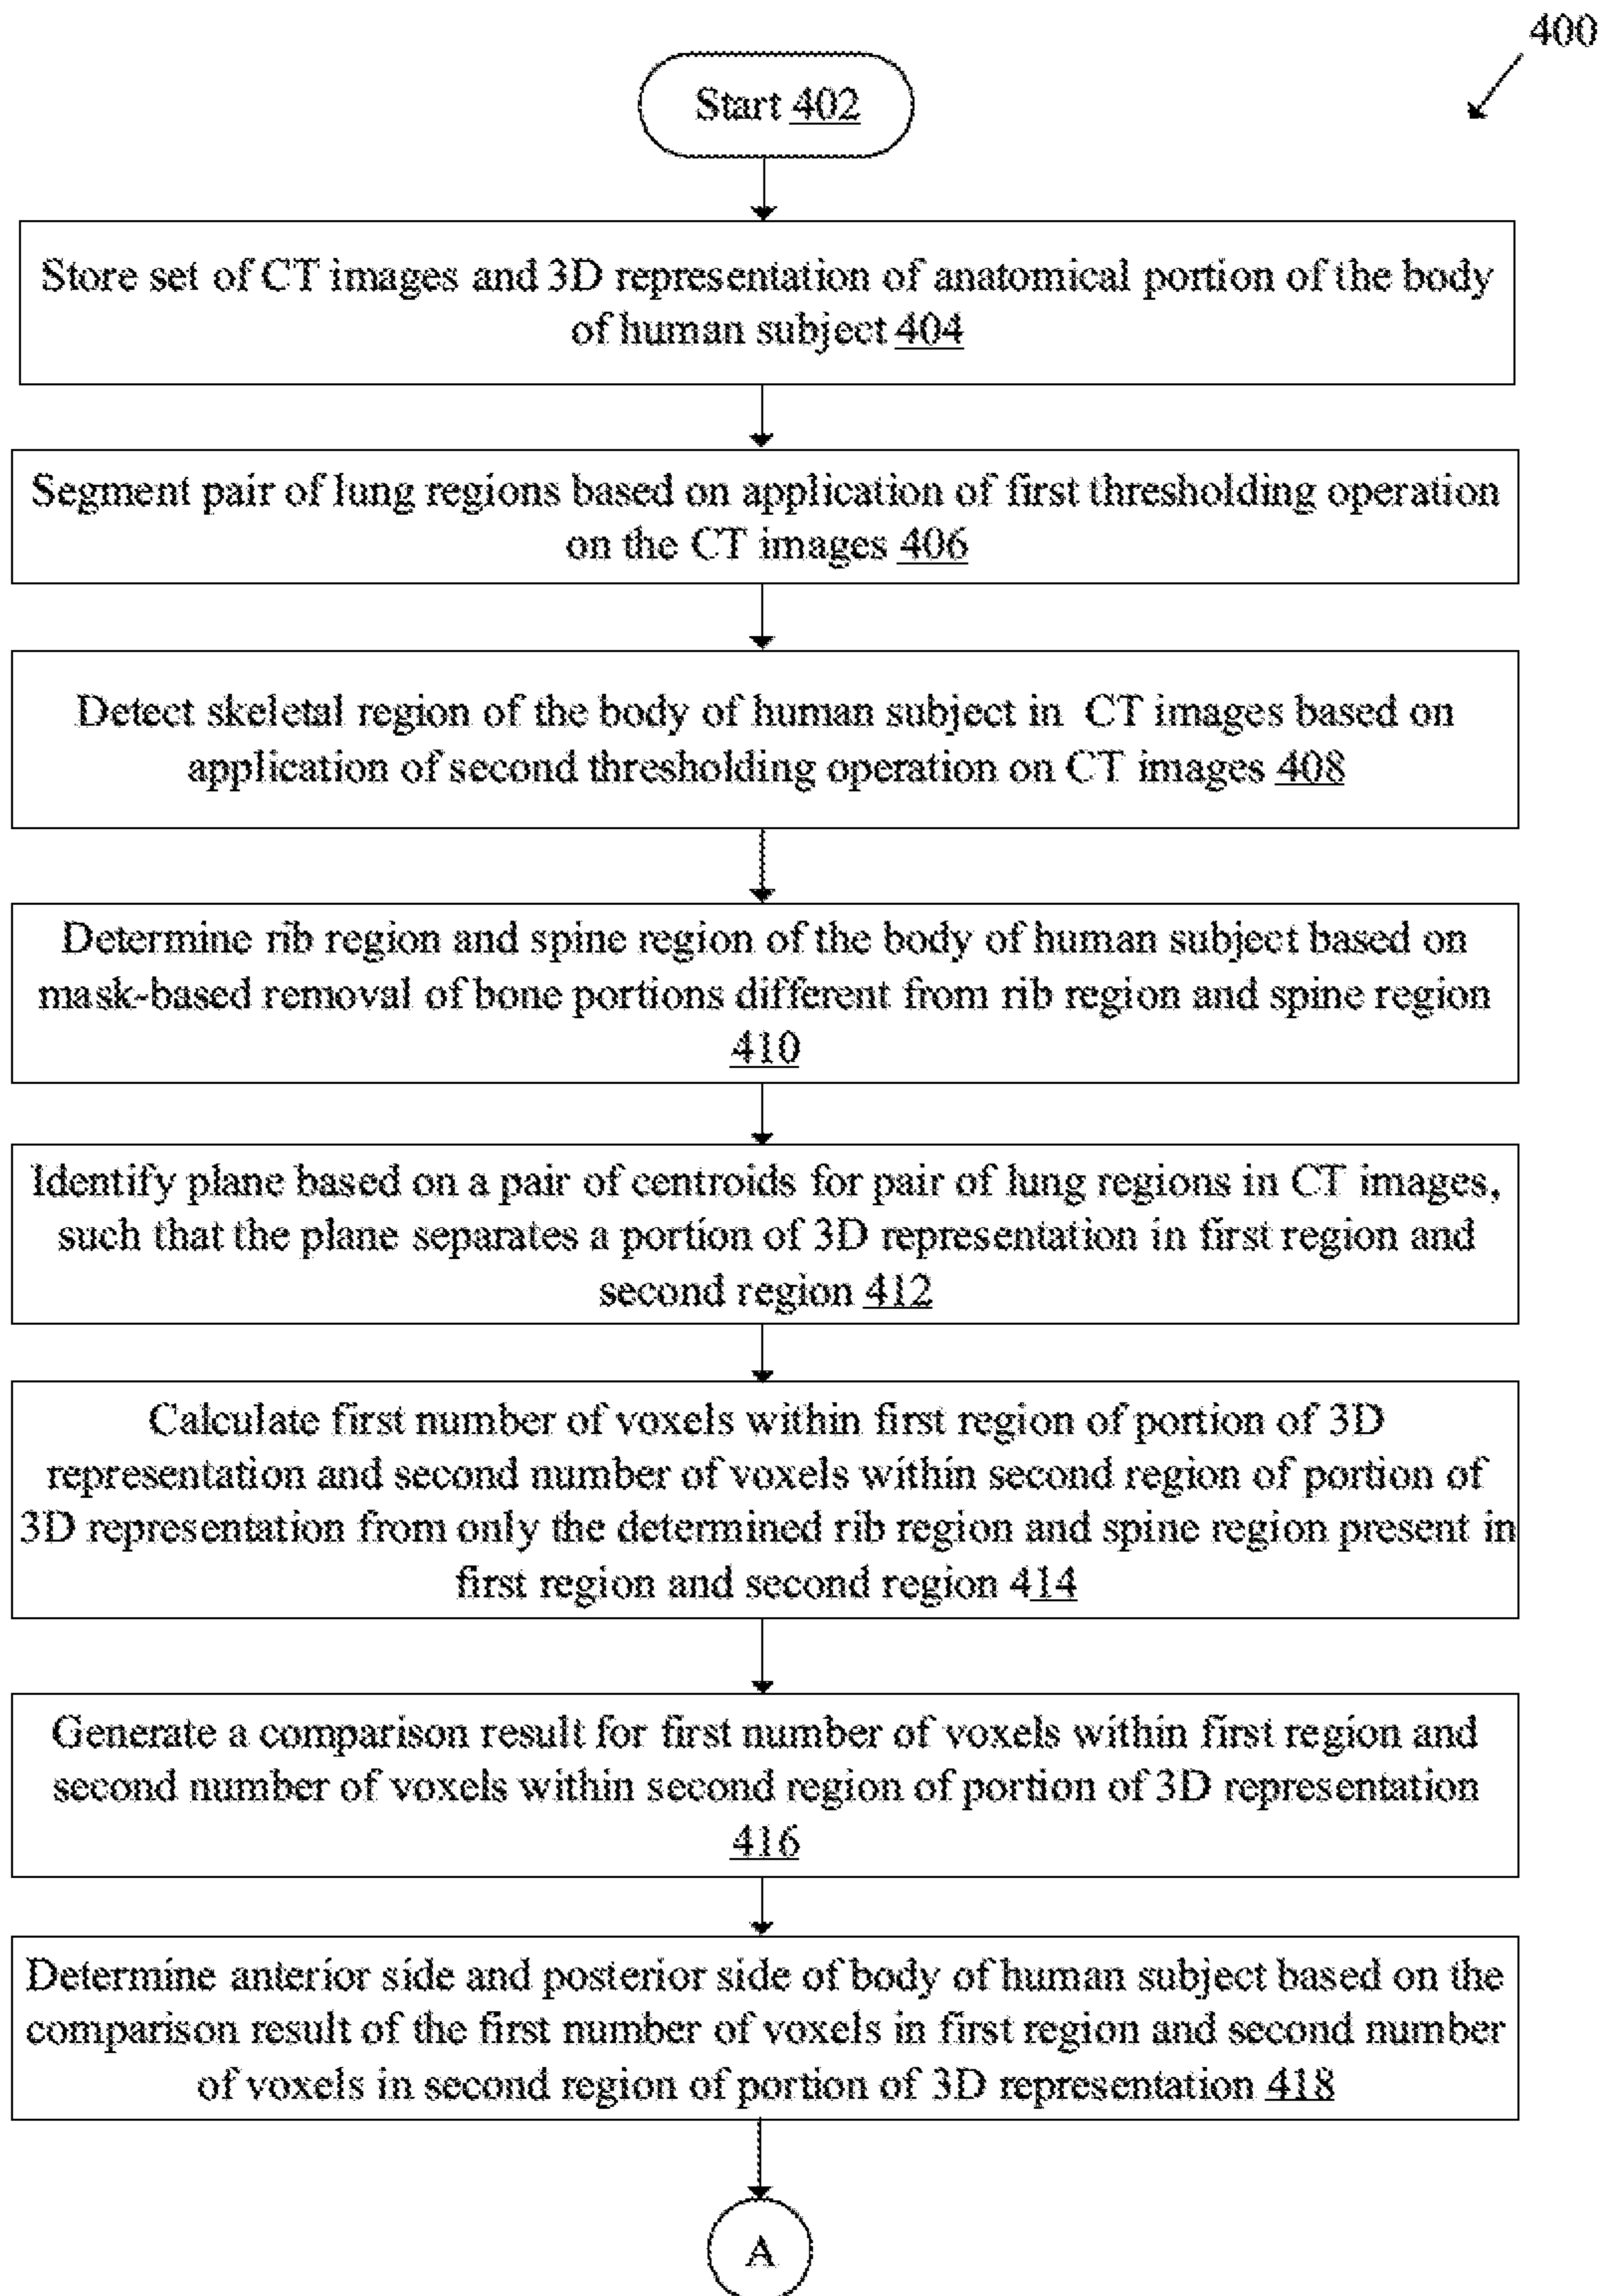 400
Start 402
Store set of CT images and 3D representation of anatomical portion of the body
of human subject 404
Segment pair of lung regions based on application of first thresholding operation
on the CT images 406
Detect skeletal region of the body of human subject in CT images based on
application of second thresholding operation on CT images 408
Determine rib region and spine region of the body of human subject based on
mask-based removal of bone portions different from rib region and spine region
410
Identify plane based on a pair of centroids for pair of lung regions in CT images,
such that the plane separates a portion of 3D representation in first region and
second region 412
Calculate first number of voxels within first region of portion of 3D
representation and second number of voxels within second region of portion of
3D representation from only the determined rib region and spine region present in
first region and second region 414
Generate a comparison result for first number of voxels within first region and
second number of voxels within second region of portion of 3D representation
416
Determine anterior side and posterior side of body of human subject based on the
comparison result of the first number of voxels in first region and second number
of voxels in second region of portion of 3D representation 418
A